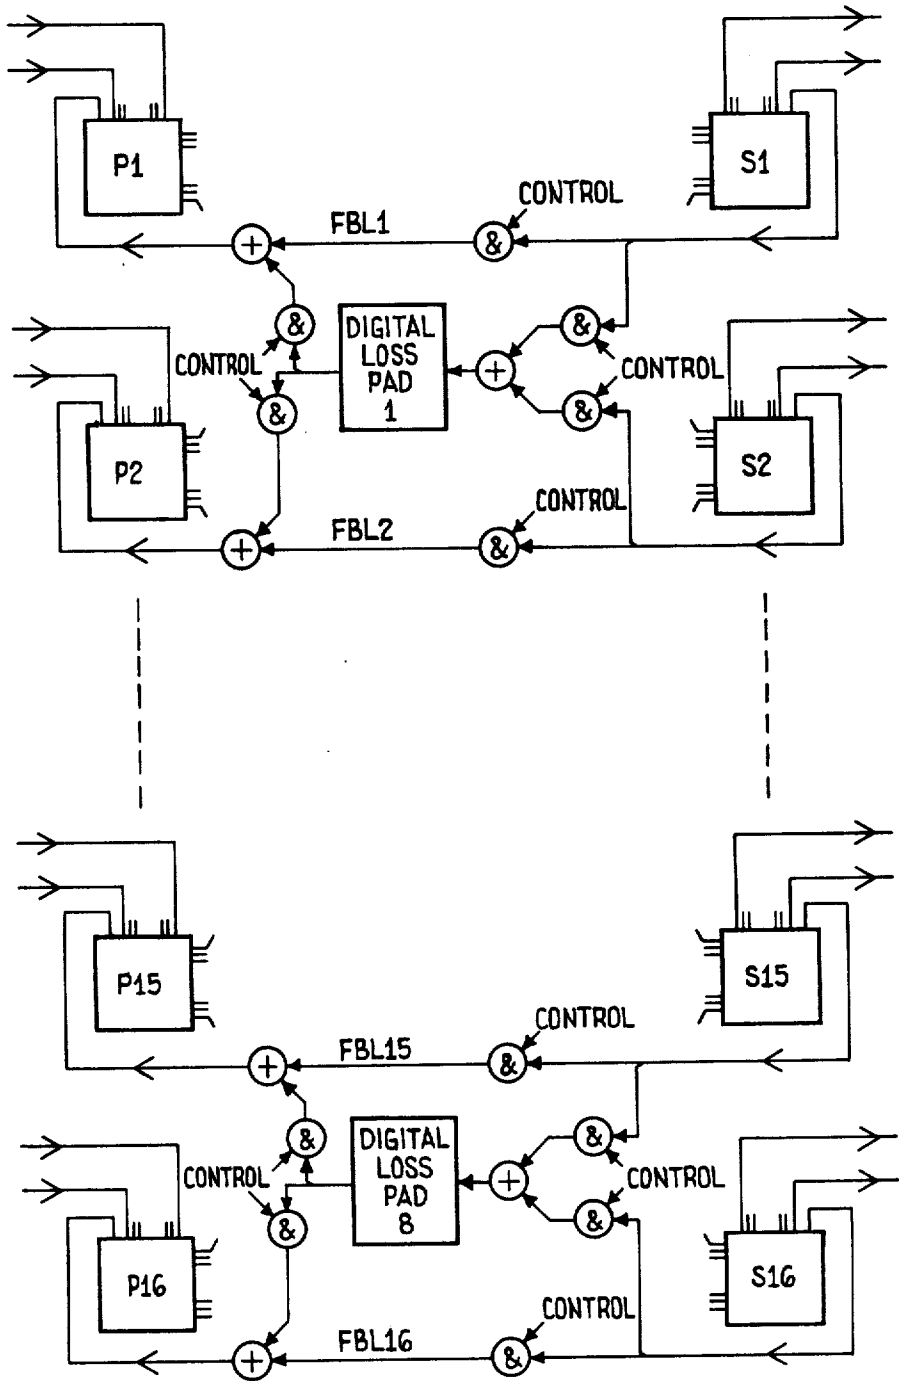 P1
S1
CONTROL
FBL1
+
&
&
DIGITAL
LOSS
PAD
1
&
CONTROL
+
CONTROL
&
&
P2
S2
CONTROL
FBL2
+
&
P15
S15
CONTROL
FBL15
+
&
&
DIGITAL
LOSS
PAD
8
&
CONTROL
+
CONTROL
&
&
P16
S16
CONTROL
FBL16
+
&